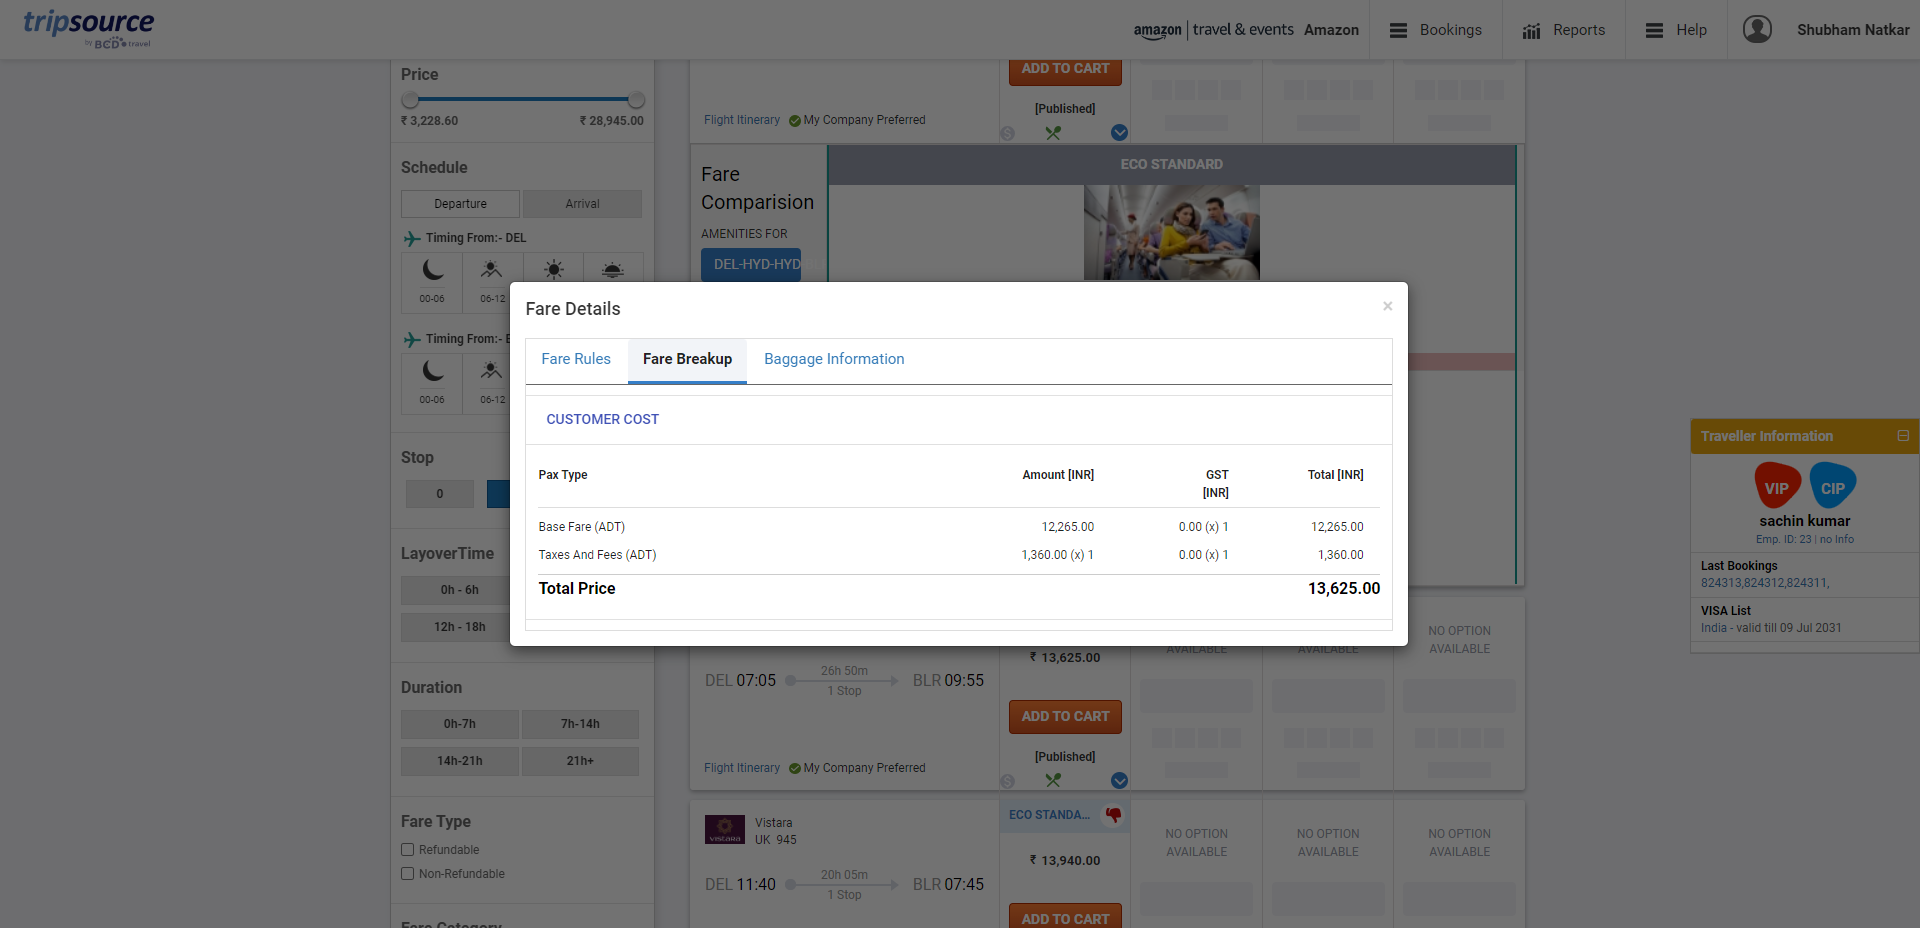 tripsource
by BCD travel
amazon | travel & events Amazon
Bookings
Reports
Help
Shubham Natkar
Price
₹ 3,228.60
₹ 28,945.00
Schedule
Departure
Arrival
Timing From:- DEL
00-06
06-12
Timing From:-
00-06
06-12
Stop
0
LayoverTime
0h - 6h
12h - 18h
Duration
0h-7h
7h-14h
14h-21h
21h+
Fare Type
Refundable
Non-Refundable
Fare Category
ADD TO CART
[Published]
Flight Itinerary
My Company Preferred
Fare
Comparision
AMENITIES FOR
DEL-HYD-HYD
ECO STANDARD
Fare Details
×
Fare Rules
Fare Breakup
Baggage Information
CUSTOMER COST
Pax Type
Amount [INR]
GST
[INR]
Total [INR]
Base Fare (ADT)
12,265.00
0.00 (x) 1
12,265.00
Taxes And Fees (ADT)
1,360.00 (x) 1
0.00 (x) 1
1,360.00
Total Price
13,625.00
₹ 13,625.00
AVAILABLE
AVAILABLE
NO OPTION
AVAILABLE
DEL 07:05
26h 50m
1 Stop
BLR 09:55
ADD TO CART
[Published]
Flight Itinerary
My Company Preferred
VISTARA
Vistara
UK 945
ECO STANDA...
₹ 13,940.00
NO OPTION
AVAILABLE
NO OPTION
AVAILABLE
NO OPTION
AVAILABLE
DEL 11:40
20h 05m
1 Stop
BLR 07:45
ADD TO CART
Traveller Information
VIP
CIP
sachin kumar
Emp. ID: 23 | no Info
Last Bookings
824313,824312,824311,
VISA List
India - valid till 09 Jul 2031